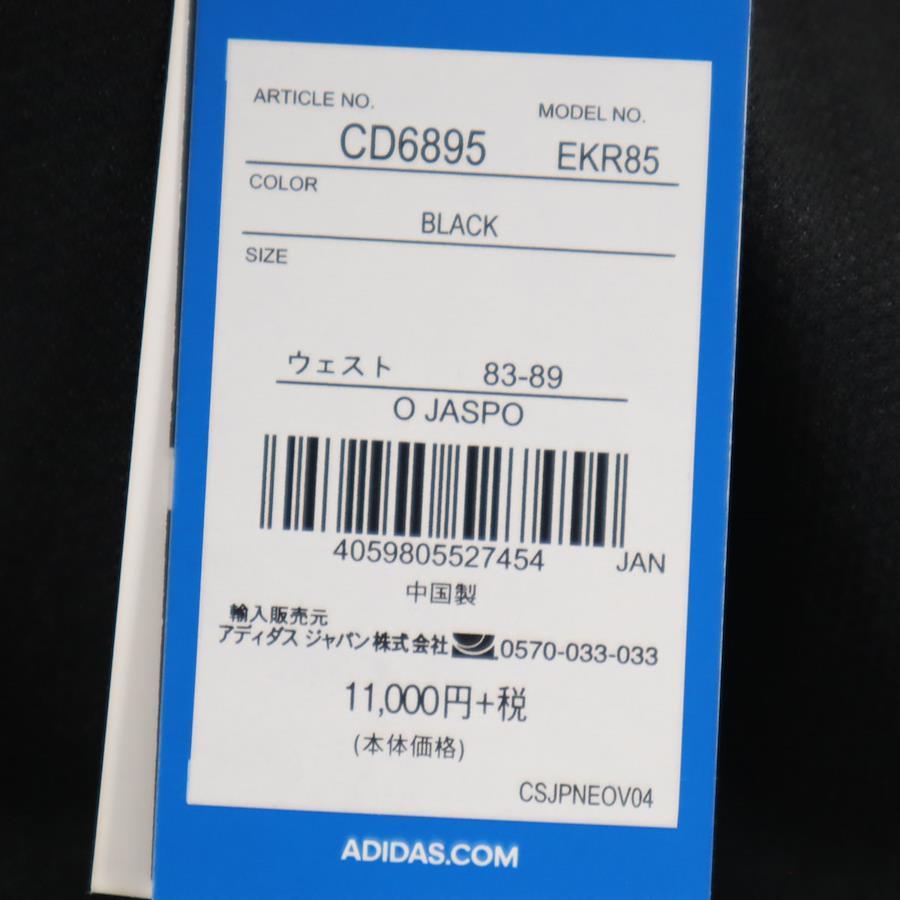 ARTICLE NO.
MODEL NO.
CD6895
EKR85
COLOR
BLACK
SIZE
ウェスト 83-89
O JASPO
4059805527454 JAN
中国製
輸入販売元
アディダス ジャパン株式会社 0570-033-033
11,000円+税
(本体価格)
CSJPNEOV04
ADIDAS.COM